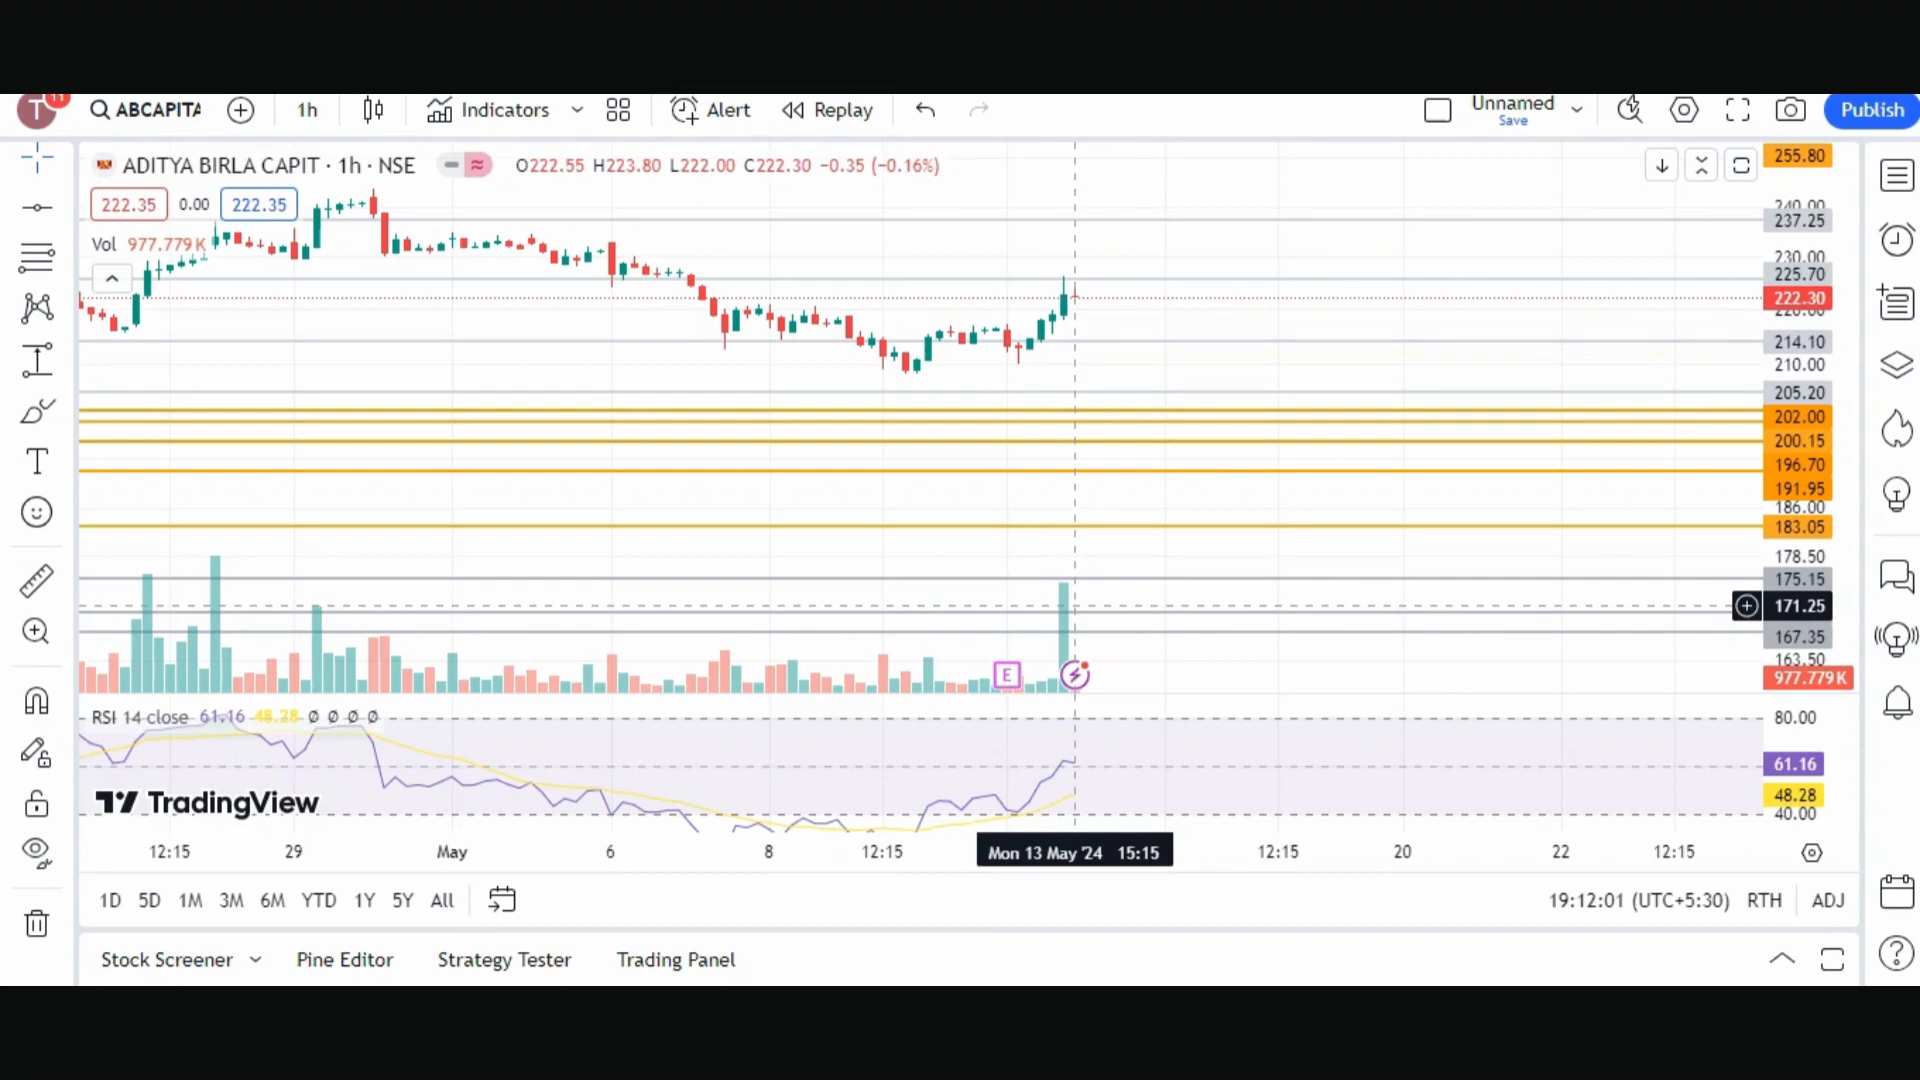 T 11 ABCAPITA 1h Indicators Alert Replay Unnamed Save Publish
ADITYA BIRLA CAPIT · 1h · NSE O222.55 H223.80 L222.00 C222.30 −0.35 (−0.16%)
222.35 0.00 222.35
Vol 977.779K
255.80
240.00
237.25
230.00
225.70
222.30
220.00
214.10
210.00
205.20
202.00
200.15
196.70
191.95
186.00
183.05
178.50
175.15
171.25
167.35
163.50
977.779K
E
RSI 14 close 61.16 48.28 Ø Ø Ø Ø
80.00
61.16
48.28
40.00
TradingView
12:15 29 May 6 8 12:15 Mon 13 May '24 15:15 12:15 20 22 12:15
1D 5D 1M 3M 6M YTD 1Y 5Y All 19:12:01 (UTC+5:30) RTH ADJ
Stock Screener Pine Editor Strategy Tester Trading Panel